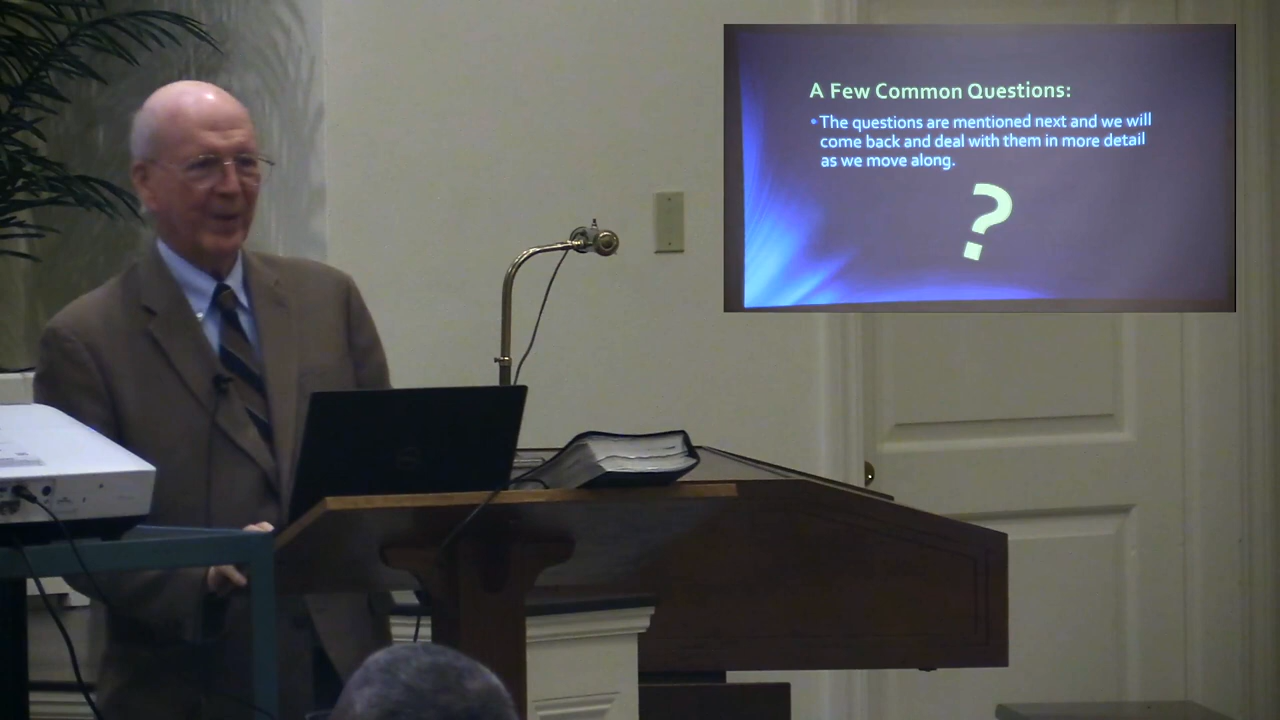 A Few Common Questions:
• The questions are mentioned next and we will
come back and deal with them in more detail
as we move along.
?